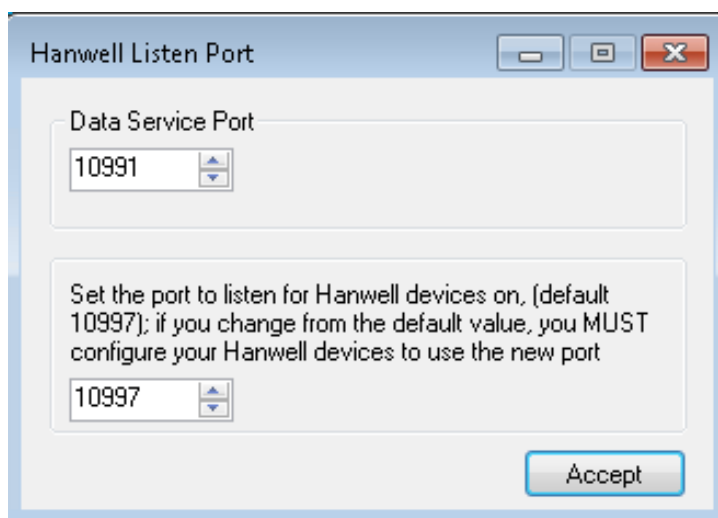 Hanwell Listen Port
Data Service Port
10991
Set the port to listen for Hanwell devices on, (default
10997); if you change from the default value, you MUST
configure your Hanwell devices to use the new port
10997
Accept